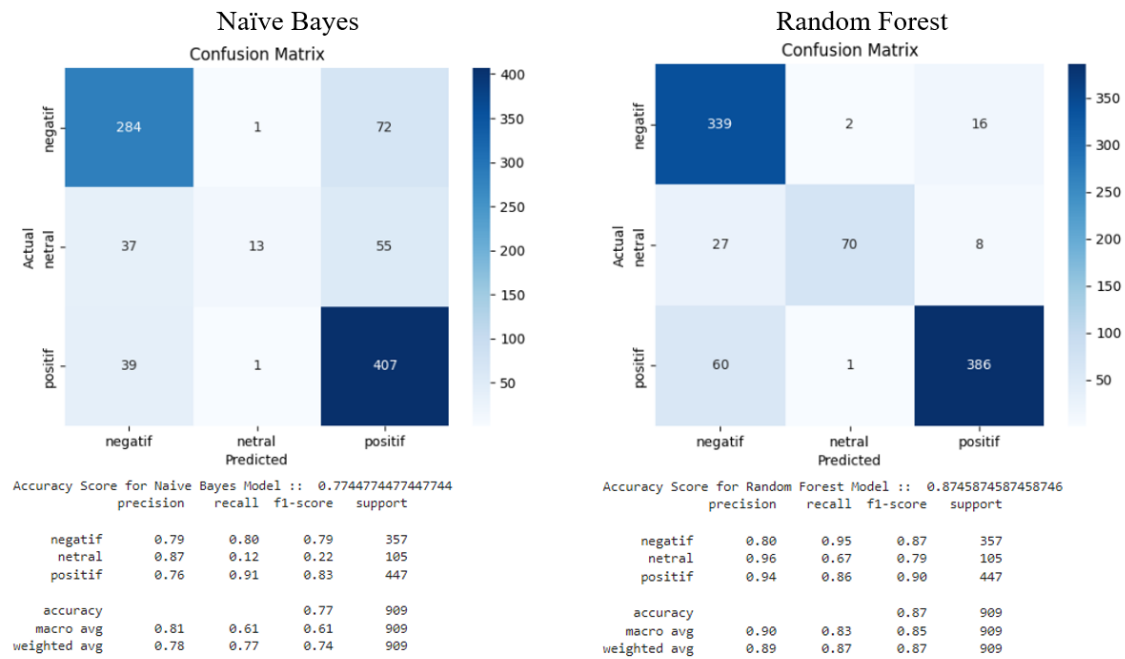 Naïve Bayes
Confusion Matrix
400
350
300
250
200
150
100
50
negatif
284 1 72
Actual
netral
37 13 55
positif
39 1 407
negatif netral positif
Predicted
Accuracy Score for Naive Bayes Model :: 0.7744774477447744
precision recall f1-score support
negatif 0.79 0.80 0.79 357
netral 0.87 0.12 0.22 105
positif 0.76 0.91 0.83 447
accuracy 0.77 909
macro avg 0.81 0.61 0.61 909
weighted avg 0.78 0.77 0.74 909
Random Forest
Confusion Matrix
350
300
250
200
150
100
50
negatif
339 2 16
Actual
netral
27 70 8
positif
60 1 386
negatif netral positif
Predicted
Accuracy Score for Random Forest Model :: 0.8745874587458746
precision recall f1-score support
negatif 0.80 0.95 0.87 357
netral 0.96 0.67 0.79 105
positif 0.94 0.86 0.90 447
accuracy 0.87 909
macro avg 0.90 0.83 0.85 909
weighted avg 0.89 0.87 0.87 909